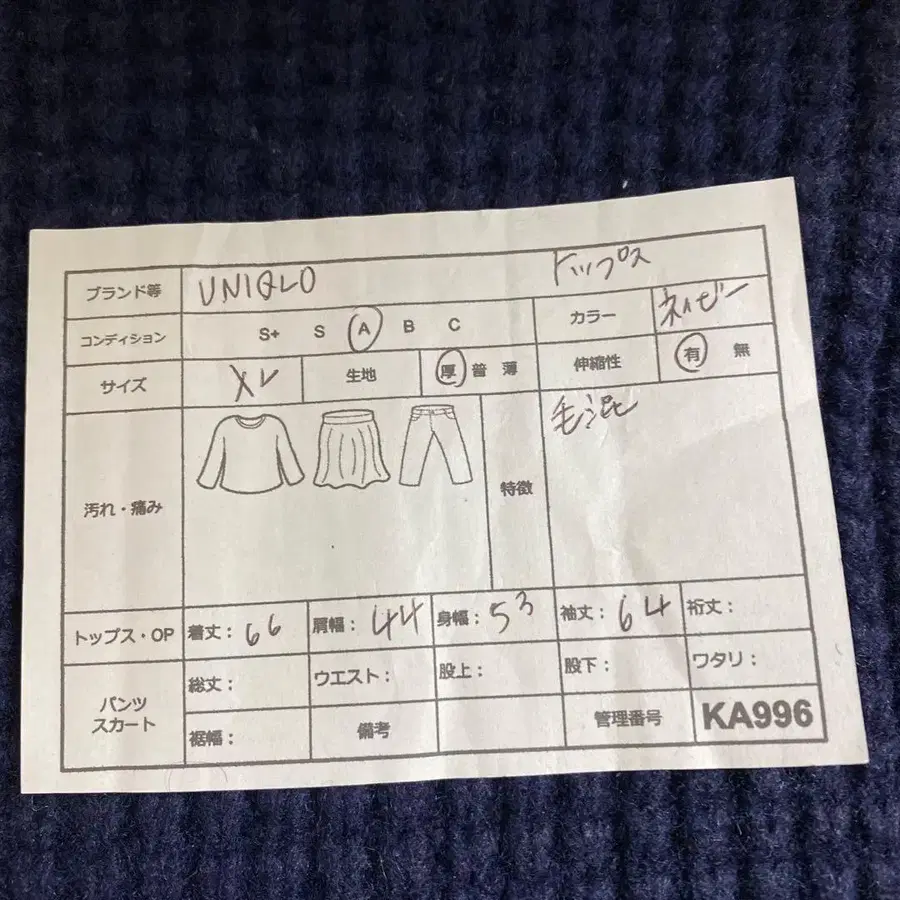 ブランド等 UNIQLO トップス
コンディション S+ S A B C カラー ネイビー
サイズ XL 生地 厚 普 薄 伸縮性 有 無
汚れ・痛み 特徴 毛混
トップス・OP 着丈： 66 肩幅： 44 身幅： 53 袖丈： 64 裄丈：
パンツ スカート
総丈： ウエスト： 股上： 股下： ワタリ：
裾幅： 備考 管理番号 KA996